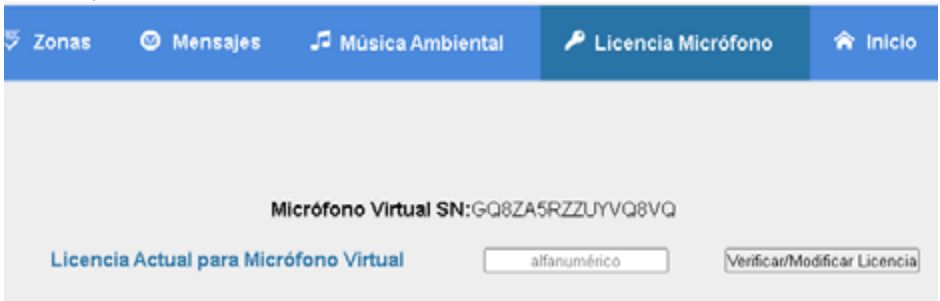 Zonas Mensajes Música Ambiental Licencia Micrófono Inicio
Micrófono Virtual SN:GQ8ZA5RZZUYVQ8VQ
Licencia Actual para Micrófono Virtual alfanumérico Verificar/Modificar Licencia